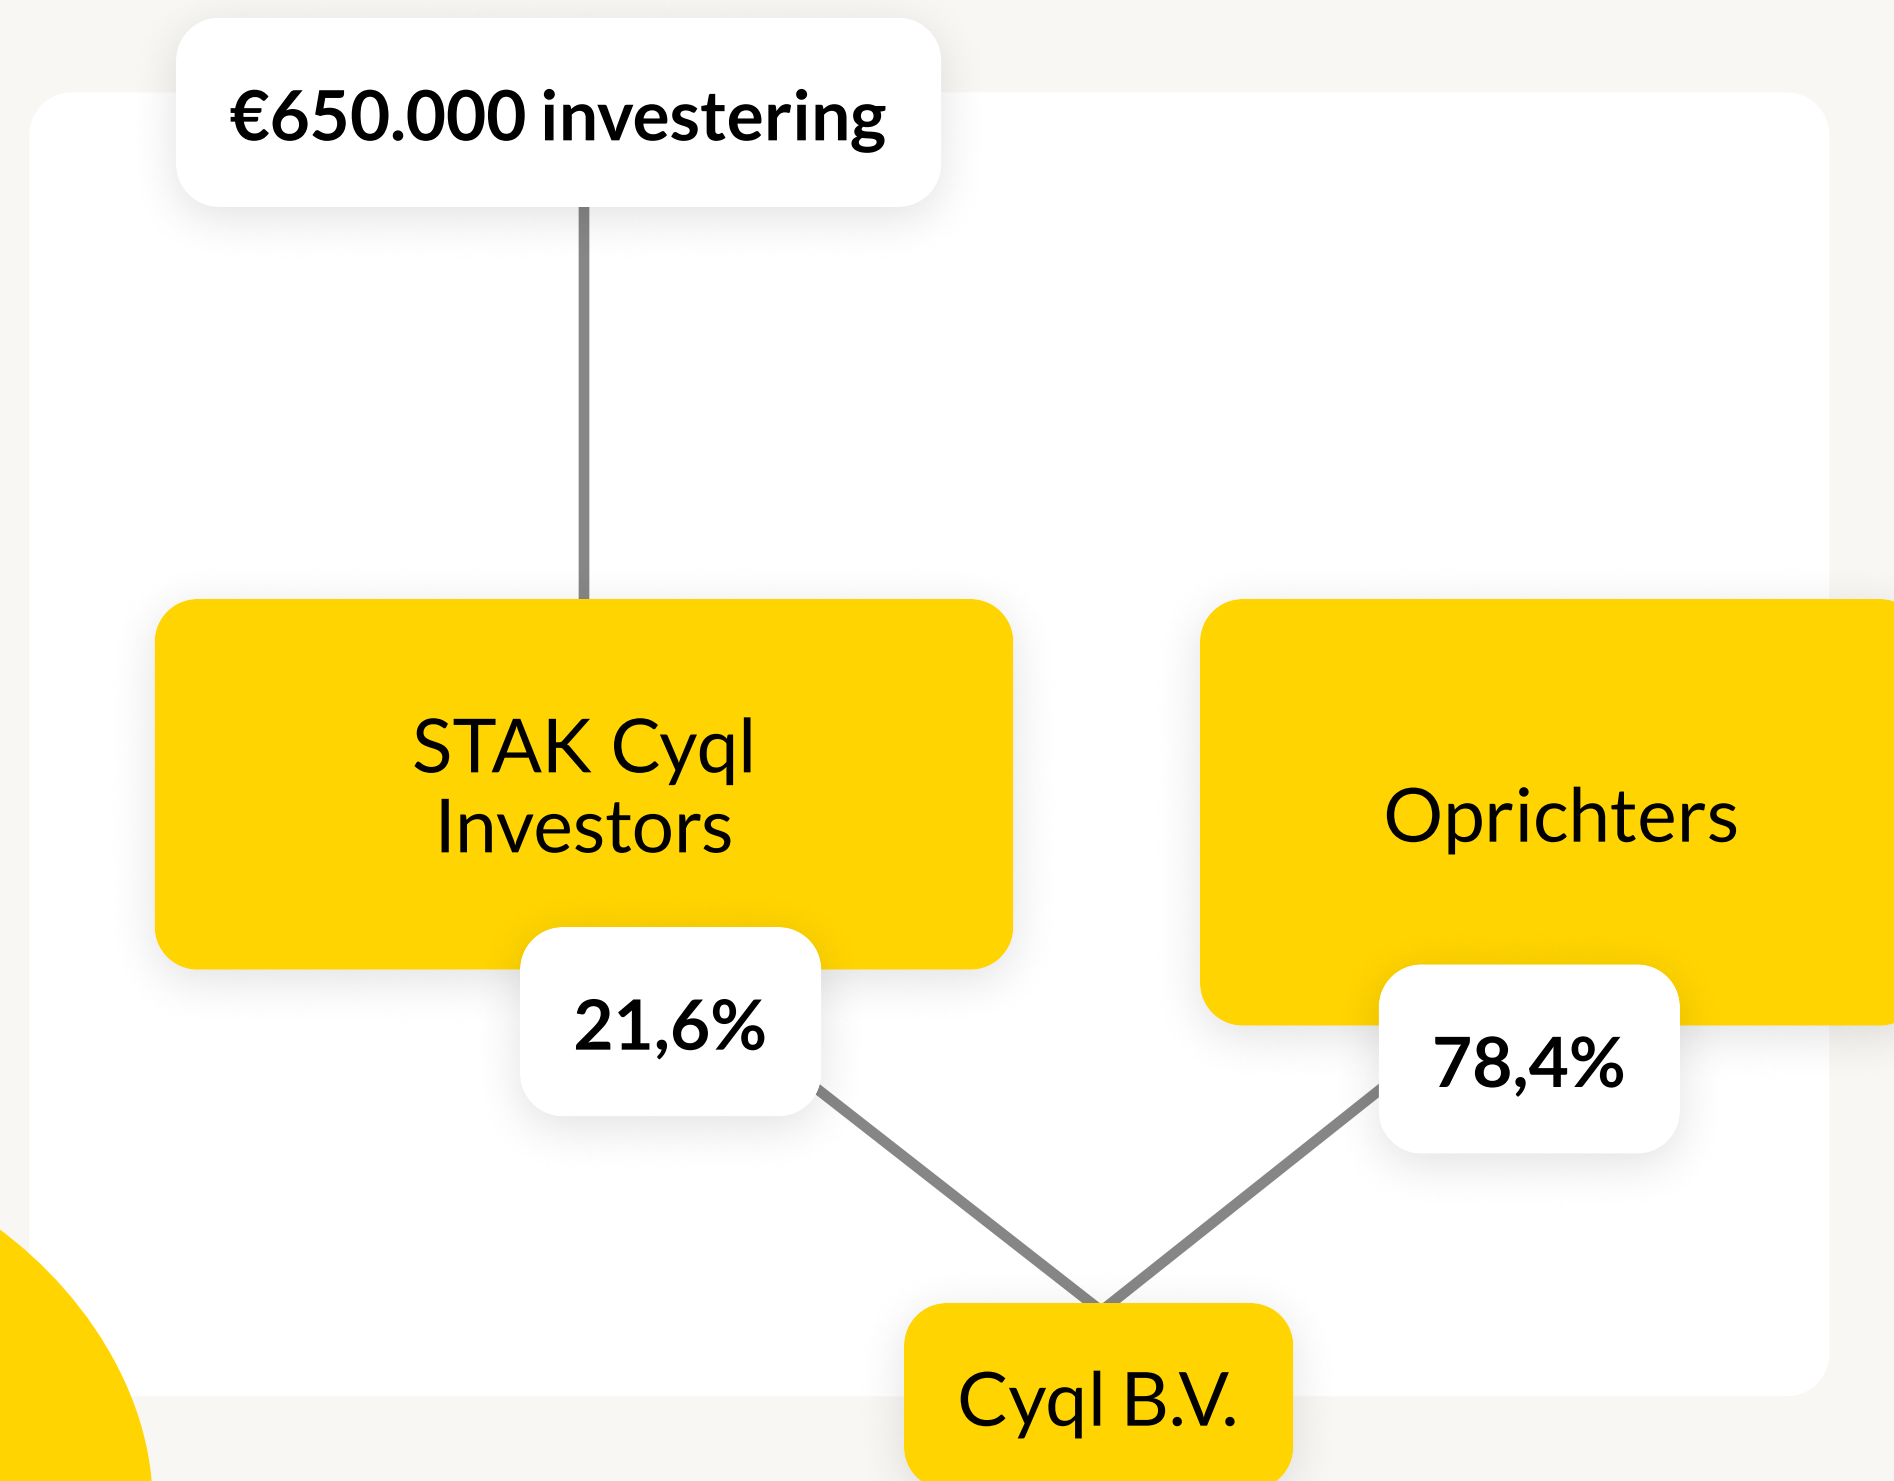 €650.000 investering
STAK Cyql
Investors
Oprichters
21,6%
78,4%
Cyql B.V.